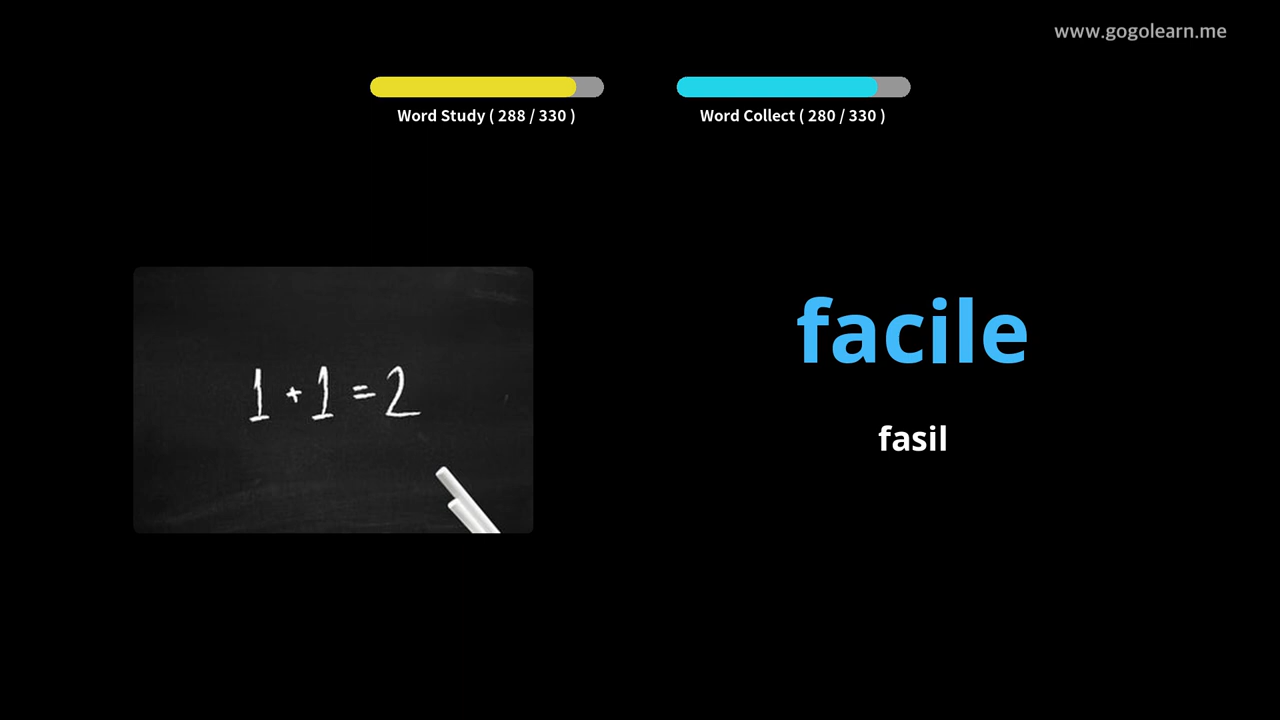 www.gogolearn.me
Word Study ( 288 / 330 )
Word Collect ( 280 / 330 )
1 + 1 = 2
facile
fasil